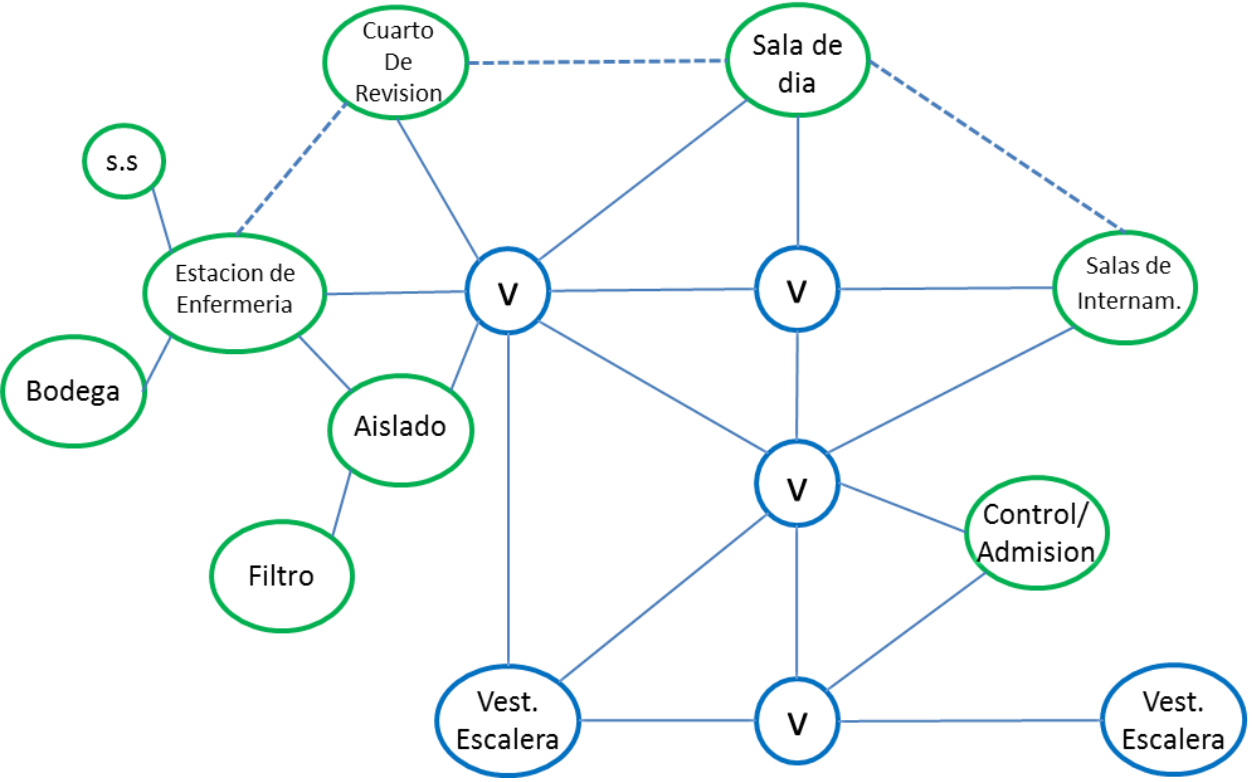 Cuarto
De
Revision
Sala de
dia
s.s
Estacion de
Enfermeria
v
v
Salas de
Internam.
Bodega
Aislado
v
Control/
Admision
Filtro
Vest.
Escalera
v
Vest.
Escalera